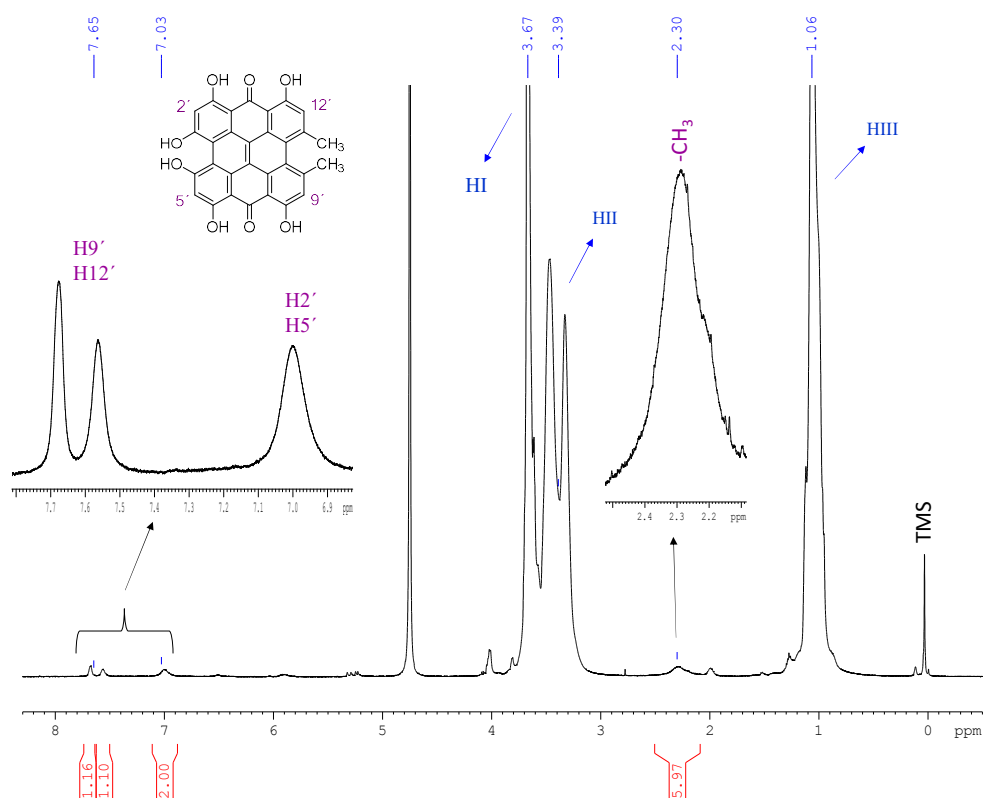 7.65
7.03
3.67
3.39
2.30
1.06
OH
O
OH
2´
12´
HO
CH3
HO
CH3
5´
9´
OH
O
OH
-CH3
HI
HII
HIII
H9´
H12´
H2´
H5´
7.7 7.6 7.5 7.4 7.3 7.2 7.1 7.0 6.9 ppm
2.4 2.3 2.2 ppm
TMS
8 7 6 5 4 3 2 1 0 ppm
1.16
1.10
2.00
5.97